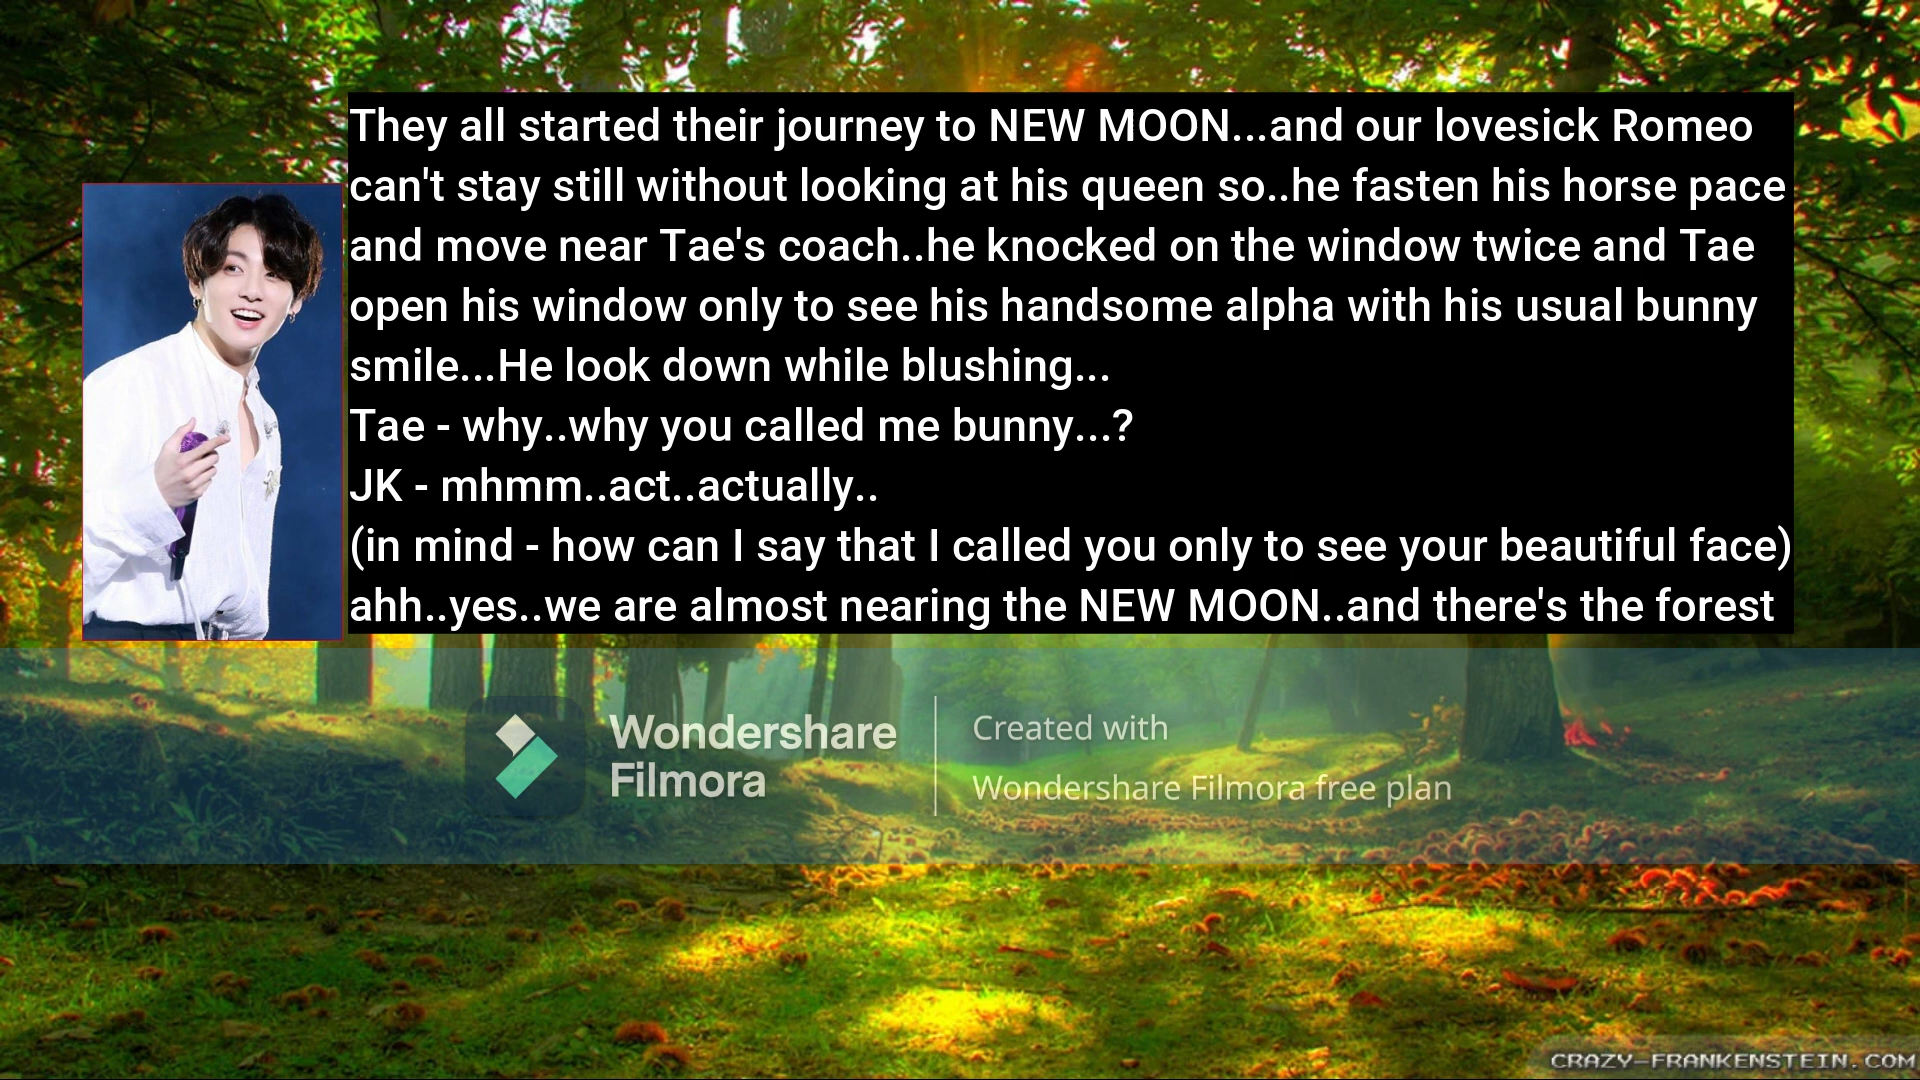 They all started their journey to NEW MOON...and our lovesick Romeo
can't stay still without looking at his queen so..he fasten his horse pace
and move near Tae's coach..he knocked on the window twice and Tae
open his window only to see his handsome alpha with his usual bunny
smile...He look down while blushing...
Tae - why..why you called me bunny...?
JK - mhmm..act..actually..
(in mind - how can I say that I called you only to see your beautiful face)
ahh..yes..we are almost nearing the NEW MOON..and there's the forest
Wondershare
Filmora
Created with
Wondershare Filmora free plan
CRAZY-FRANKENSTEIN.COM